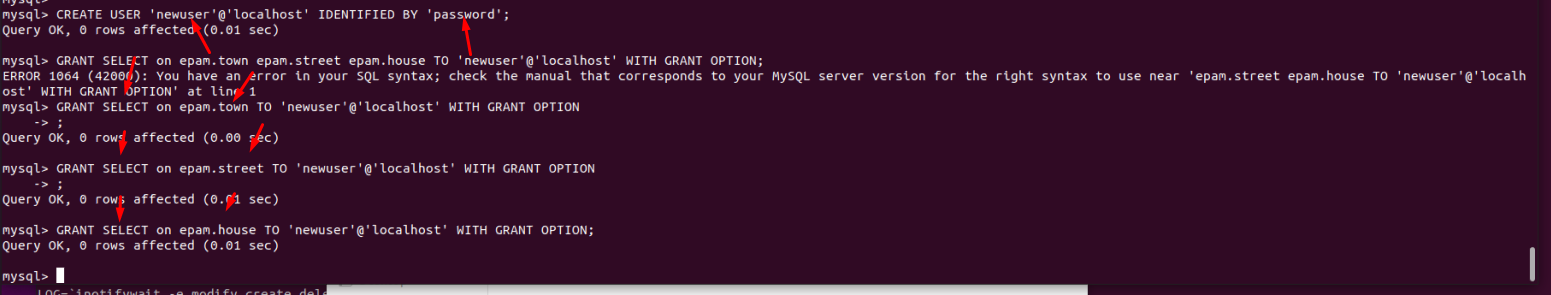 mysql>
mysql> CREATE USER 'newuser'@'localhost' IDENTIFIED BY 'password';
Query OK, 0 rows affected (0.01 sec)
mysql> GRANT SELECT on epam.town epam.street epam.house TO 'newuser'@'localhost' WITH GRANT OPTION;
ERROR 1064 (42000): You have an error in your SQL syntax; check the manual that corresponds to your MySQL server version for the right syntax to use near 'epam.street epam.house TO 'newuser'@'localh
ost' WITH GRANT OPTION' at line 1
mysql> GRANT SELECT on epam.town TO 'newuser'@'localhost' WITH GRANT OPTION
-> ;
Query OK, 0 rows affected (0.00 sec)
mysql> GRANT SELECT on epam.street TO 'newuser'@'localhost' WITH GRANT OPTION
-> ;
Query OK, 0 rows affected (0.01 sec)
mysql> GRANT SELECT on epam.house TO 'newuser'@'localhost' WITH GRANT OPTION;
Query OK, 0 rows affected (0.01 sec)
mysql>
LOG=`inotifywait -e modify,create,dele